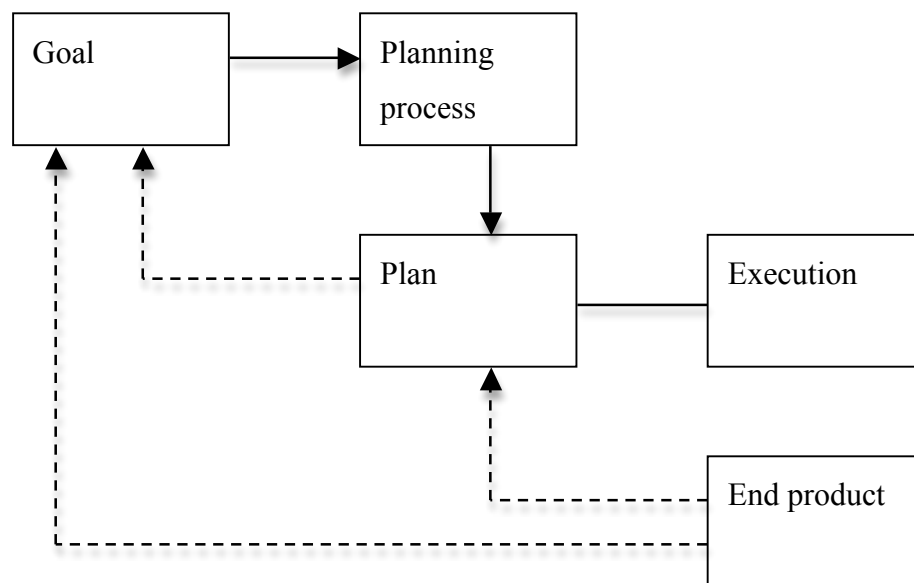 Goal
Planning
process
Plan
Execution
End product